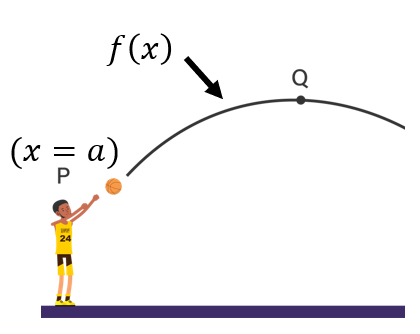 f(x)
Q
(x = a)
P
24